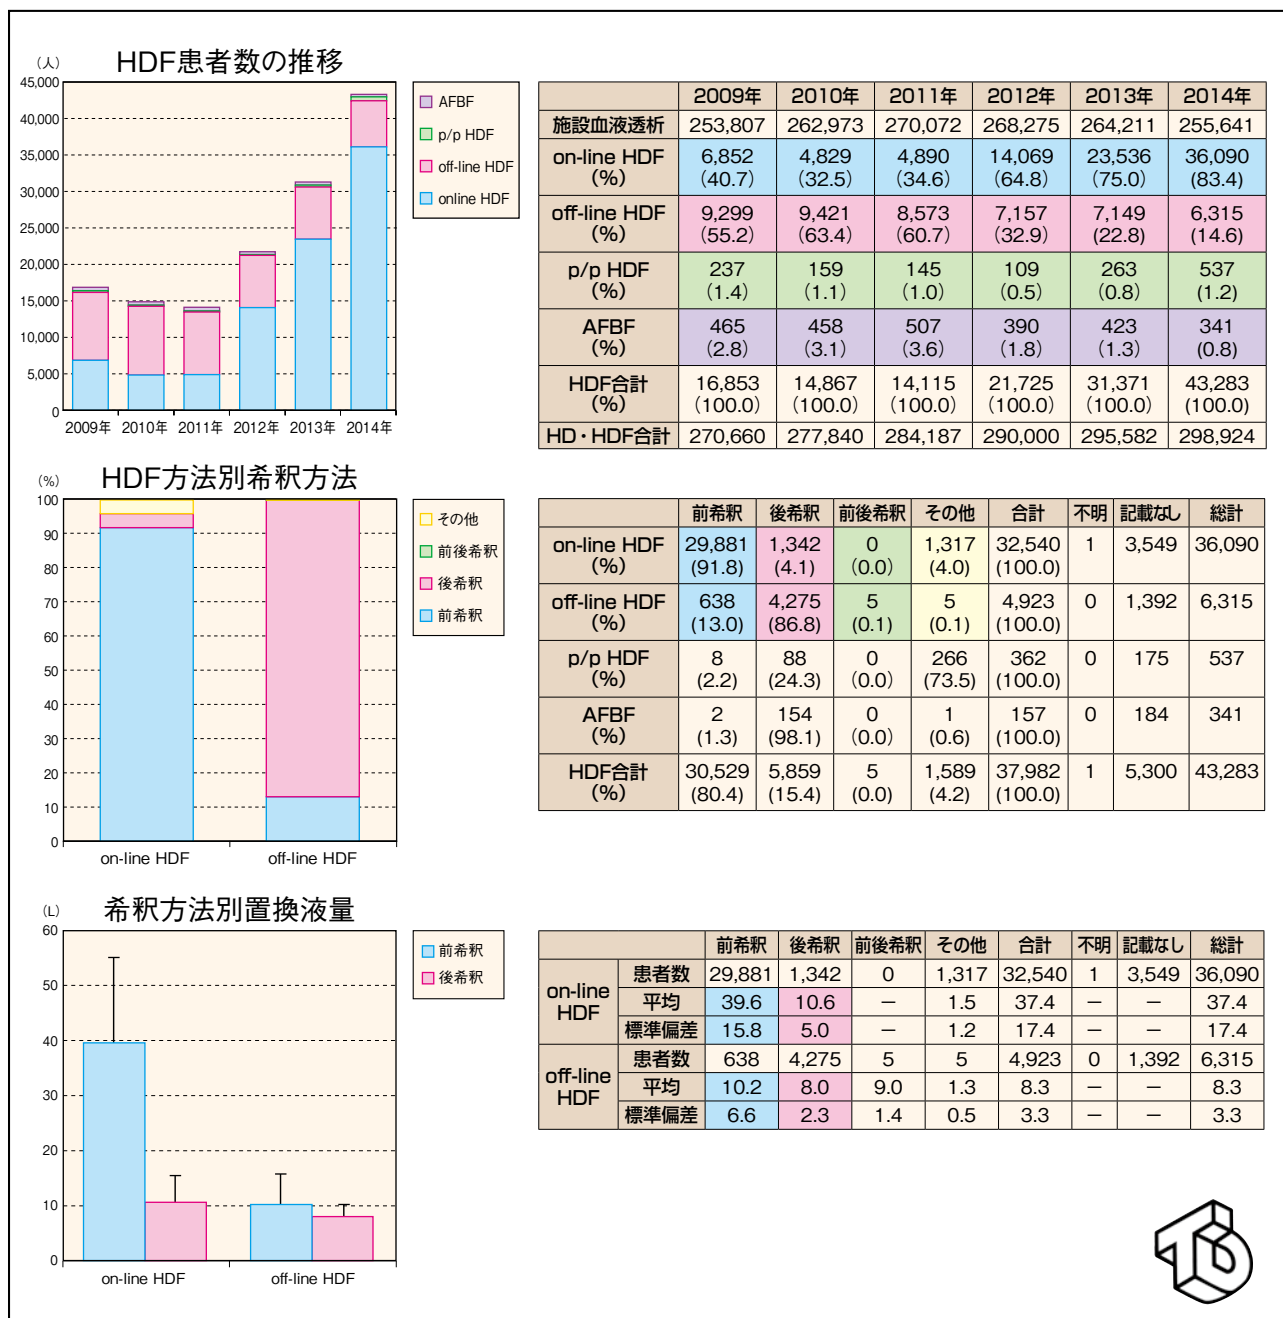 HDF患者数の推移
（人）
45,000
40,000
35,000
30,000
25,000
20,000
15,000
10,000
5,000
0
2009年 2010年 2011年 2012年 2013年 2014年
AFBF
p/p HDF
off-line HDF
online HDF
2009年 2010年 2011年 2012年 2013年 2014年
施設血液透析 253,807 262,973 270,072 268,275 264,211 255,641
on-line HDF 6,852 4,829 4,890 14,069 23,536 36,090
（%） （40.7） （32.5） （34.6） （64.8） （75.0） (83.4)
off-line HDF 9,299 9,421 8,573 7,157 7,149 6,315
（%） （55.2） （63.4） （60.7） （32.9） （22.8） (14.6)
p/p HDF 237 159 145 109 263 537
（%） （1.4） （1.1） （1.0） （0.5） （0.8） (1.2)
AFBF 465 458 507 390 423 341
（%） （2.8） （3.1） （3.6） （1.8） （1.3） (0.8)
HDF合計 16,853 14,867 14,115 21,725 31,371 43,283
（%） （100.0） （100.0） （100.0） （100.0） （100.0） (100.0)
HD・HDF合計 270,660 277,840 284,187 290,000 295,582 298,924
HDF方法別希釈方法
（%）
100
90
80
70
60
50
40
30
20
10
0
on-line HDF off-line HDF
その他
前後希釈
後希釈
前希釈
前希釈 後希釈 前後希釈 その他 合計 不明 記載なし 総計
on-line HDF 29,881 1,342 0 1,317 32,540 1 3,549 36,090
（%） (91.8) (4.1) （0.0） (4.0) (100.0)
off-line HDF 638 4,275 5 5 4,923 0 1,392 6,315
（%） (13.0) (86.8) (0.1) (0.1) (100.0)
p/p HDF 8 88 0 266 362 0 175 537
（%） (2.2) (24.3) （0.0） (73.5) (100.0)
AFBF 2 154 0 1 157 0 184 341
（%） (1.3) (98.1) （0.0） (0.6) (100.0)
HDF合計 30,529 5,859 5 1,589 37,982 1 5,300 43,283
（%） (80.4) (15.4) (0.0) (4.2) (100.0)
希釈方法別置換液量
（L）
60
50
40
30
20
10
0
on-line HDF off-line HDF
前希釈
後希釈
前希釈 後希釈 前後希釈 その他 合計 不明 記載なし 総計
on-line HDF 患者数 29,881 1,342 0 1,317 32,540 1 3,549 36,090
平均 39.6 10.6 － 1.5 37.4 － － 37.4
標準偏差 15.8 5.0 － 1.2 17.4 － － 17.4
off-line HDF 患者数 638 4,275 5 5 4,923 0 1,392 6,315
平均 10.2 8.0 9.0 1.3 8.3 － － 8.3
標準偏差 6.6 2.3 1.4 0.5 3.3 － － 3.3